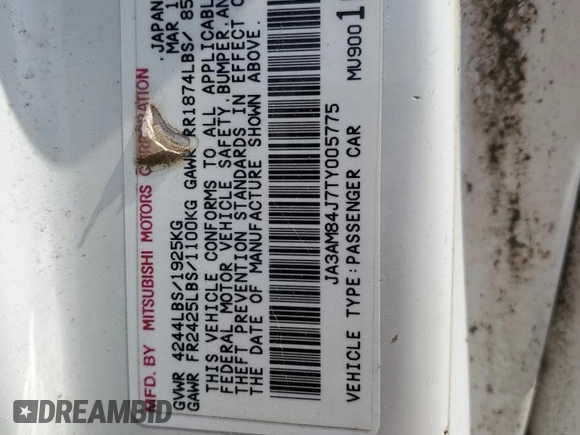 MFD. BY MITSUBISHI MOTORS CORPORATION JAPAN
GVWR 4244LBS/1925KG MAR 1
GAWR FR2425LBS/1100KG GAWR RR1874LBS/ 85
THIS VEHICLE CONFORMS TO ALL APPLICABLE
FEDERAL MOTOR VEHICLE SAFETY, BUMPER, AN
THEFT PREVENTION STANDARDS IN EFFECT O
THE DATE OF MANUFACTURE SHOWN ABOVE.
JA3AM84J7TY005775 MU900
VEHICLE TYPE:PASSENGER CAR
DREAMBID